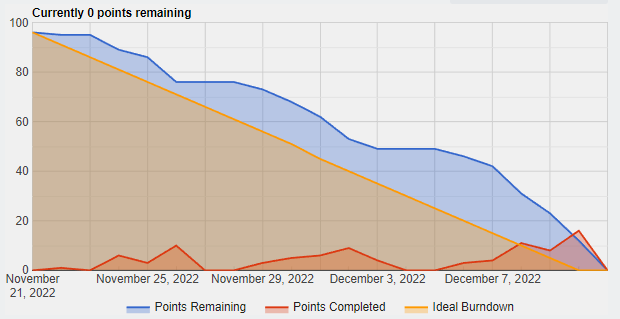 Currently 0 points remaining
100
80
60
40
20
0
November
21, 2022
November 25, 2022
November 29, 2022
December 3, 2022
December 7, 2022
Points Remaining
Points Completed
Ideal Burndown